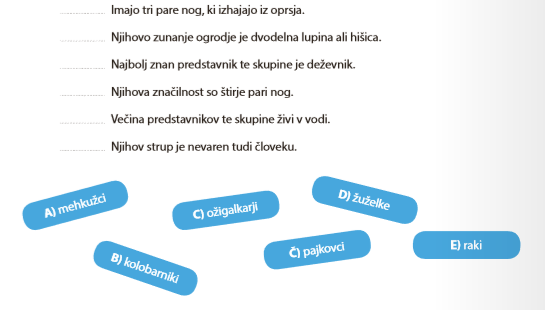 Imajo tri pare nog, ki izhajajo iz oprsja.
Njihovo zunanje ogrodje je dvodelna lupina ali hišica.
Najbolj znan predstavnik te skupine je deževnik.
Njihova značilnost so štirje pari nog.
Večina predstavnikov te skupine živi v vodi.
Njihov strup je nevaren tudi človeku.
A) mehkužci
C) ožigalkarji
D) žuželke
B) kolobarniki
Č) pajkovci
E) raki